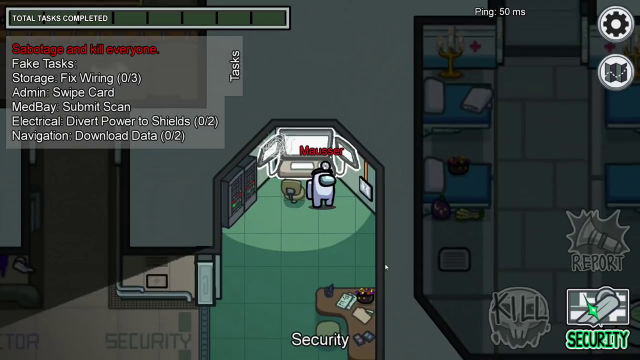 TOTAL TASKS COMPLETED
Ping: 50 ms
Sabotage and kill everyone.
Fake Tasks:
Storage: Fix Wiring (0/3)
Admin: Swipe Card
MedBay: Submit Scan
Electrical: Divert Power to Shields (0/2)
Navigation: Download Data (0/2)
Tasks
Mausser
REPORT
KILL
SECURITY
SECURITY
Security